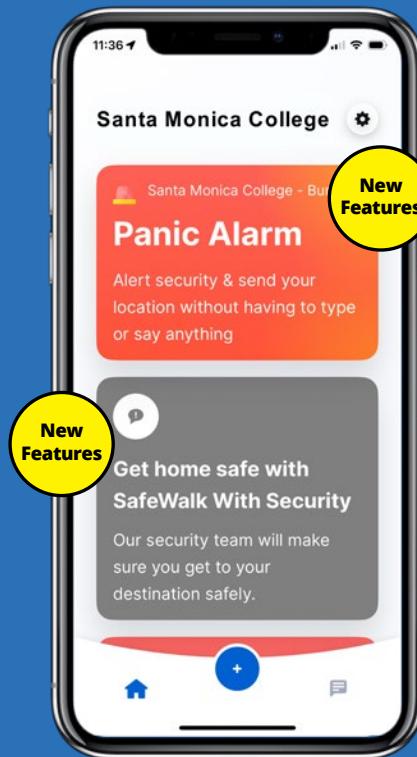 11:36
Santa Monica College
Santa Monica College -
New
Features
Panic Alarm
Alert security & send your
location without having to type
or say anything
New
Features
Get home safe with
SafeWalk With Security
Our security team will make
sure you get to your
destination safely.